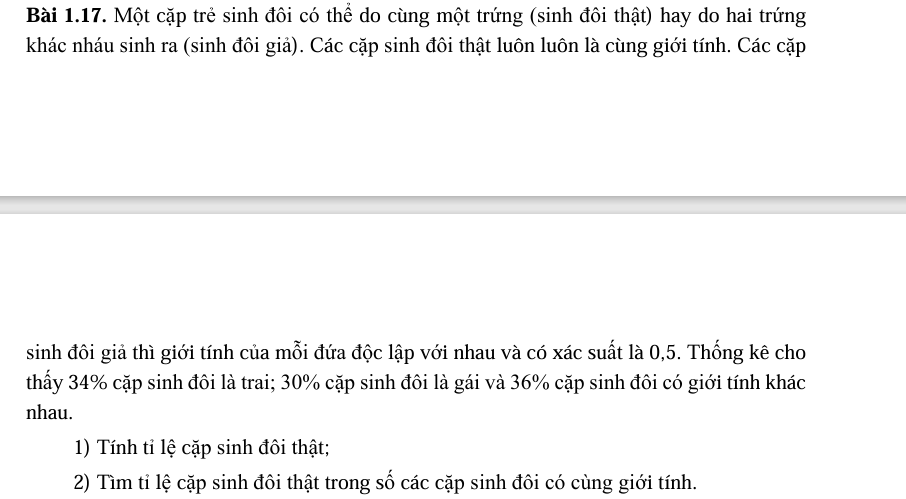 Bài 1.17. Một cặp trẻ sinh đôi có thể do cùng một trứng (sinh đôi thật) hay do hai trứng
khác nháu sinh ra (sinh đôi giả). Các cặp sinh đôi thật luôn luôn là cùng giới tính. Các cặp
sinh đôi giả thì giới tính của mỗi đứa độc lập với nhau và có xác suất là 0,5. Thống kê cho
thấy 34% cặp sinh đôi là trai; 30% cặp sinh đôi là gái và 36% cặp sinh đôi có giới tính khác
nhau.
1) Tính tỉ lệ cặp sinh đôi thật;
2) Tìm tỉ lệ cặp sinh đôi thật trong số các cặp sinh đôi có cùng giới tính.